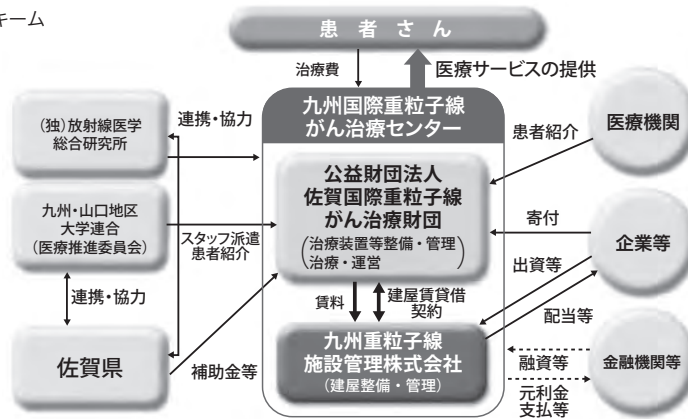 キーム
患者さん
治療費
医療サービスの提供
九州国際重粒子線
がん治療センター
(独)放射線医学
総合研究所
連携・協力
患者紹介
医療機関
公益財団法人
佐賀国際重粒子線
がん治療財団
(治療装置等整備・管理
治療・運営)
九州・山口地区
大学連合
(医療推進委員会)
スタッフ派遣
患者紹介
寄付
企業等
出資等
配当等
連携・協力
賃料
建屋賃貸借
契約
佐賀県
補助金等
九州重粒子線
施設管理株式会社
(建屋整備・管理)
融資等
金融機関等
元利金
支払等